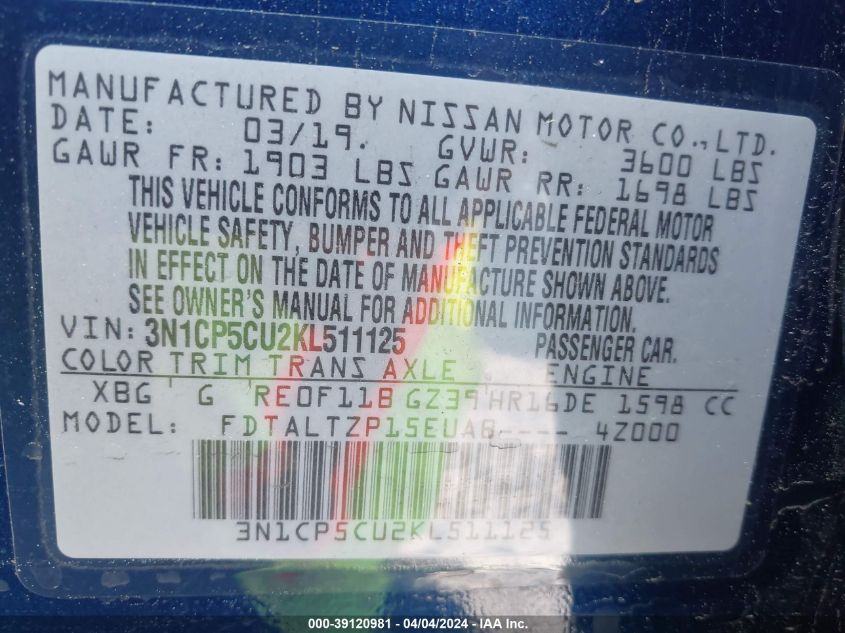 MANUFACTURED BY NISSAN MOTOR CO.,LTD.
DATE: 03/19. GVWR: 3600 LBS
GAWR FR: 1903 LBS GAWR RR: 1698 LBS
THIS VEHICLE CONFORMS TO ALL APPLICABLE FEDERAL MOTOR
VEHICLE SAFETY, BUMPER AND THEFT PREVENTION STANDARDS
IN EFFECT ON THE DATE OF MANUFACTURE SHOWN ABOVE.
SEE OWNER'S MANUAL FOR ADDITIONAL INFORMATION.
VIN: 3N1CP5CU2KL511125 PASSENGER CAR.
COLOR TRIM TRANS AXLE ENGINE
XBG G RE0F11B GZ39 HR16DE 1598 CC
MODEL: FDTALTZP15EUA8---- 4Z000
3N1CP5CU2KL511125
000-39120981 - 04/04/2024 - IAA Inc.